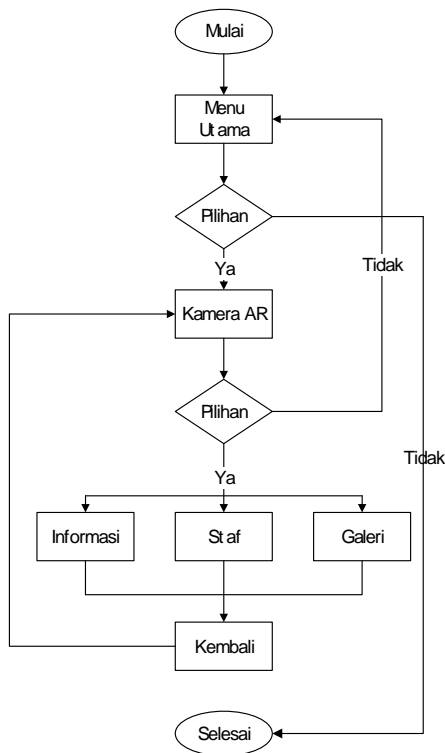 Mulai
Menu
Utama
Pilihan
Ya
Tidak
Kamera AR
Pilihan
Tidak
Ya
Informasi
Staf
Galeri
Kembali
Selesai